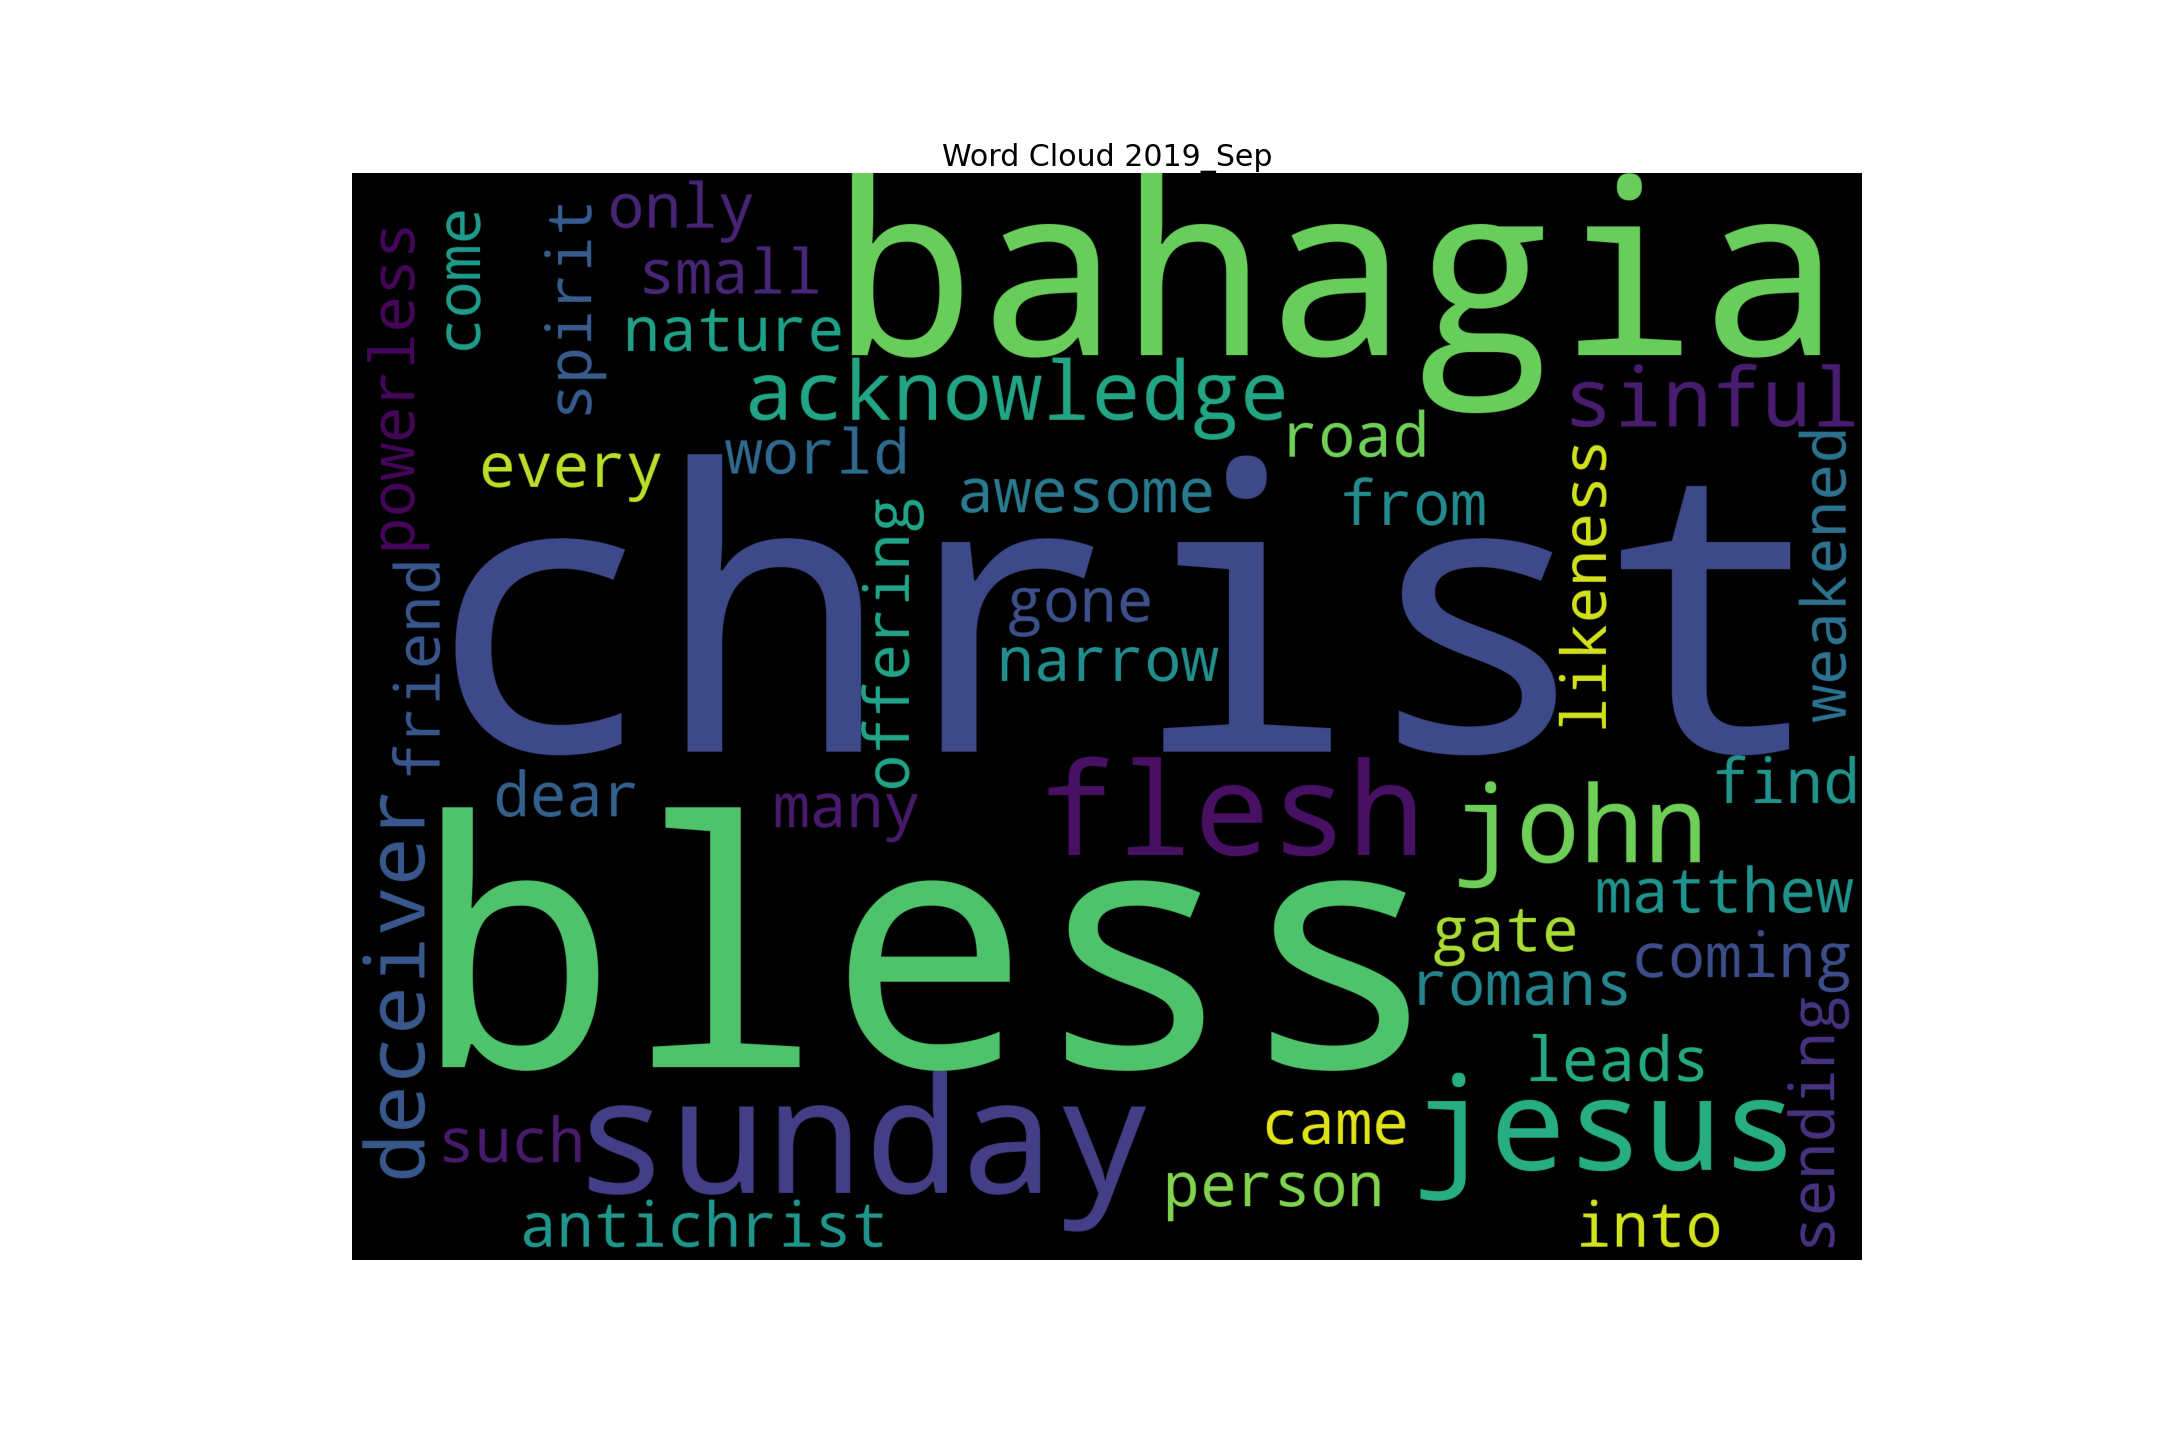 Word Cloud 2019_Sep
only
bahagia
small
come
spirit
powerless
nature
acknowledge
sinful
road
world
every
awesome
from
christ
likeness
weakened
offering
gone
narrow
friend
flesh
find
dear
many
john
bless
deceiver
matthew
gate
coming
romans
sending
leads
sunday
jesus
such
came
person
antichrist
into